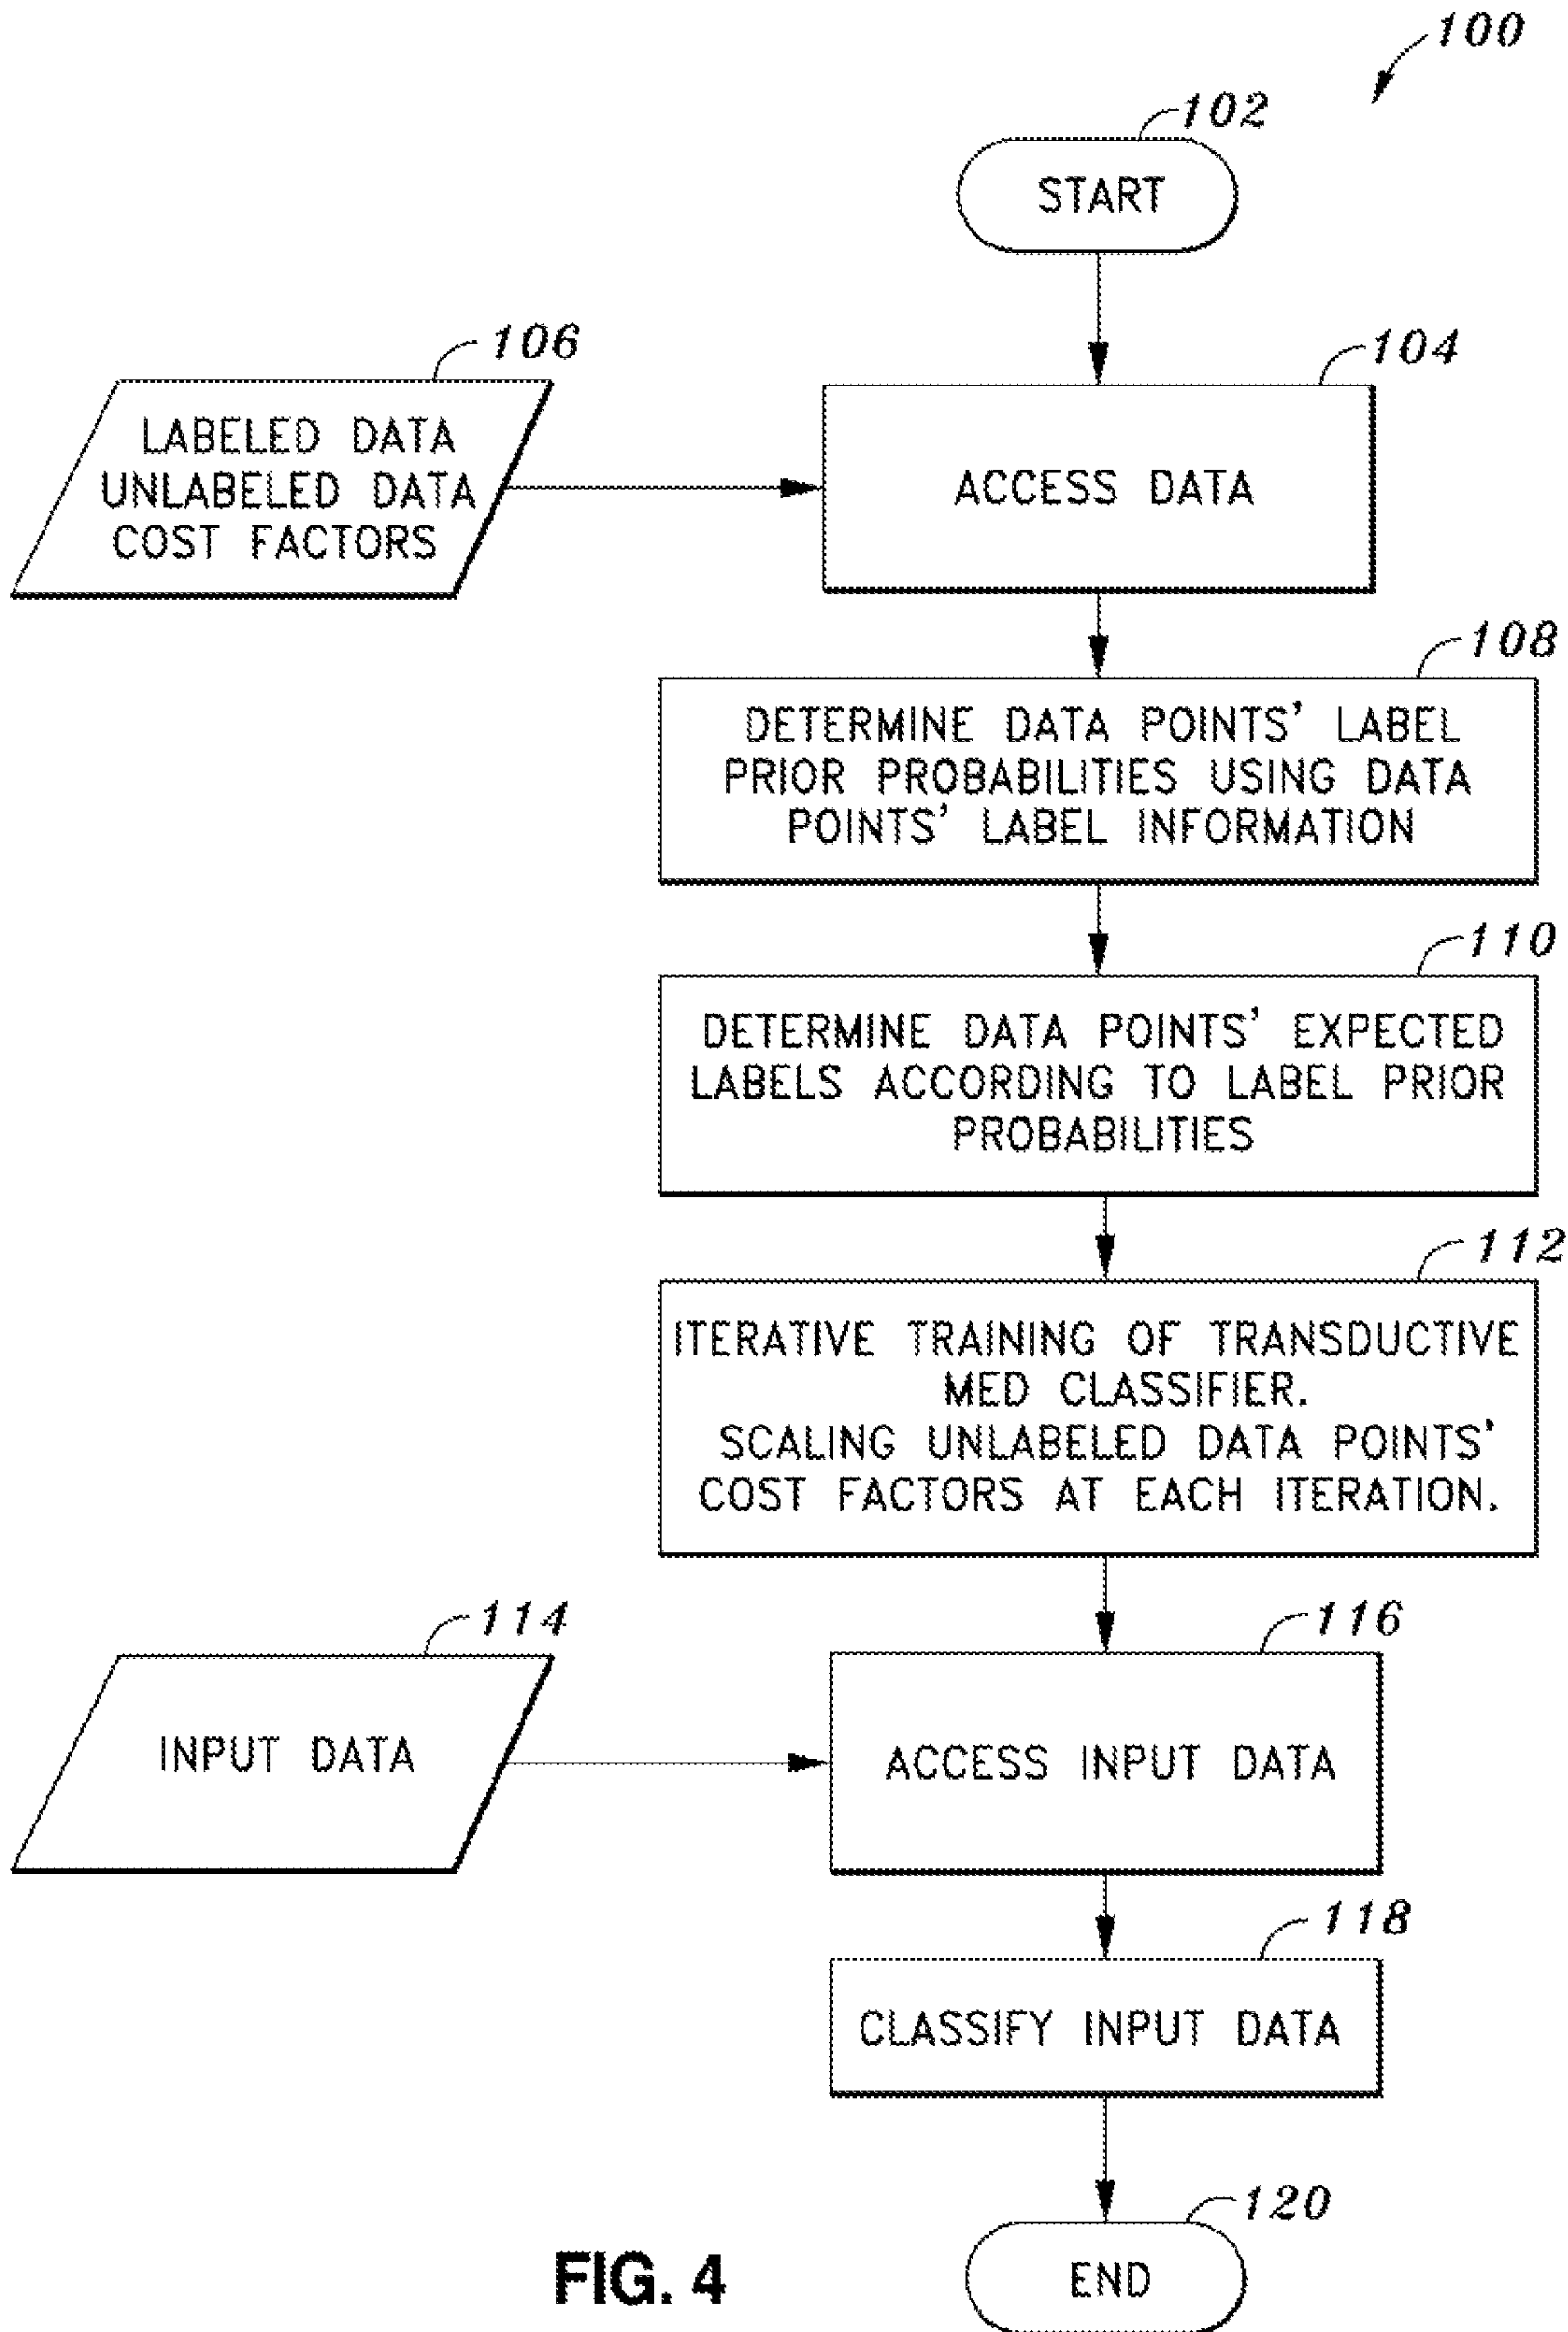 100
102
START
106
LABELED DATA
UNLABELED DATA
COST FACTORS
104
ACCESS DATA
108
DETERMINE DATA POINTS' LABEL
PRIOR PROBABILITIES USING DATA
POINTS' LABEL INFORMATION
110
DETERMINE DATA POINTS' EXPECTED
LABELS ACCORDING TO LABEL PRIOR
PROBABILITIES
112
ITERATIVE TRAINING OF TRANSDUCTIVE
MED CLASSIFIER.
SCALING UNLABELED DATA POINTS'
COST FACTORS AT EACH ITERATION.
114
INPUT DATA
116
ACCESS INPUT DATA
118
CLASSIFY INPUT DATA
120
END
FIG. 4